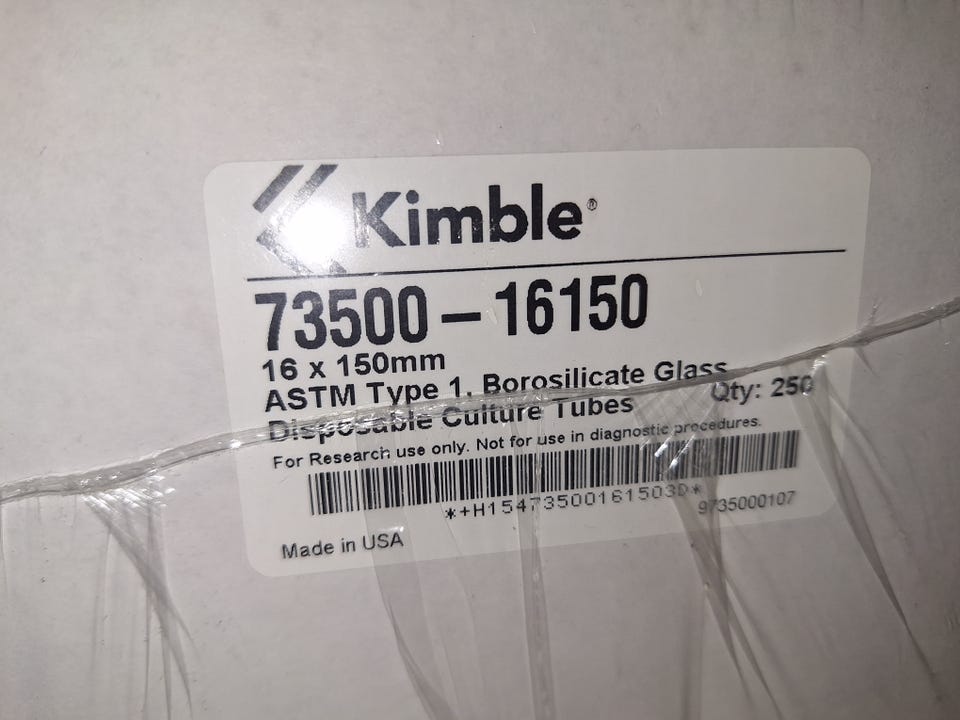 Kimble®
73500-16150
16 x 150mm
ASTM Type 1, Borosilicate Glass
Disposable Culture Tubes
Qty: 250
For Research use only. Not for use in diagnostic procedures.
*+H15473500161503D*
9735000107
Made in USA